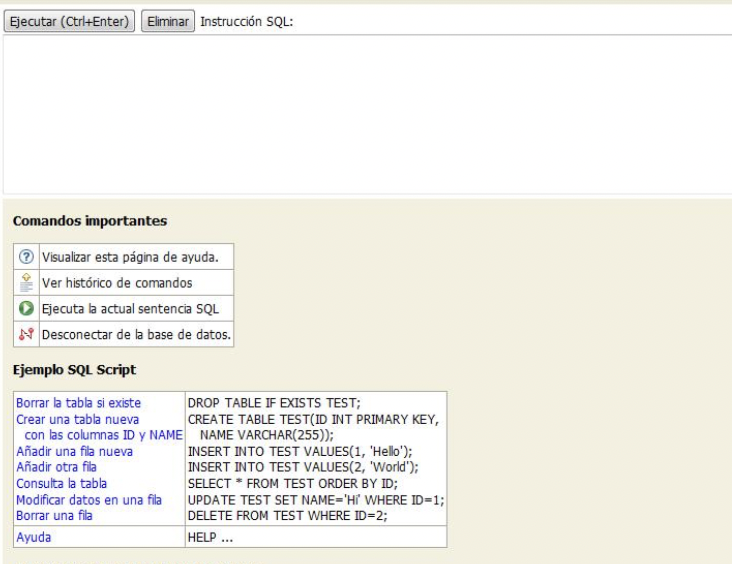 Ejecutar (Ctrl+Enter) Eliminar Instrucción SQL:
Comandos importantes
Visualizar esta página de ayuda.
Ver histórico de comandos
Ejecuta la actual sentencia SQL
Desconectar de la base de datos.
Ejemplo SQL Script
Borrar la tabla si existe DROP TABLE IF EXISTS TEST;
Crear una tabla nueva CREATE TABLE TEST(ID INT PRIMARY KEY,
con las columnas ID y NAME NAME VARCHAR(255));
Añadir una fila nueva INSERT INTO TEST VALUES(1, 'Hello');
Añadir otra fila INSERT INTO TEST VALUES(2, 'World');
Consulta la tabla SELECT * FROM TEST ORDER BY ID;
Modificar datos en una fila UPDATE TEST SET NAME='Hi' WHERE ID=1;
Borrar una fila DELETE FROM TEST WHERE ID=2;
Ayuda HELP ...